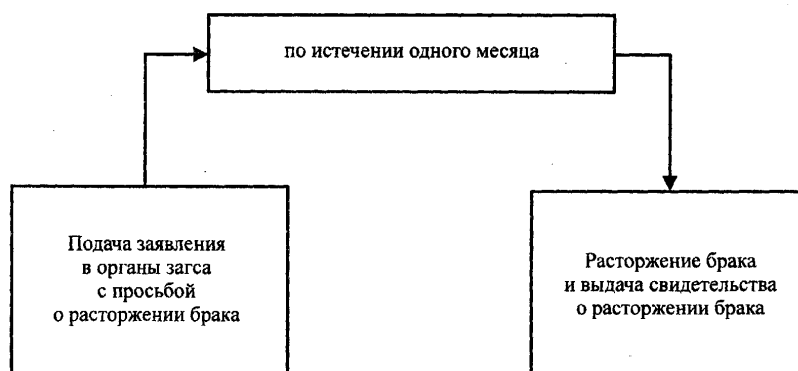 по истечении одного месяца
Подача заявления
в органы загса
с просьбой
о расторжении брака
Расторжение брака
и выдача свидетельства
о расторжении брака